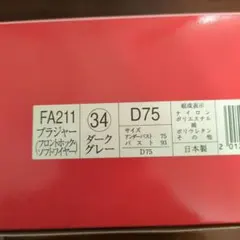 FA211
ブラジャー
(フロントホック)
(ソフトワイヤー)
34
ダーク
グレー
D75
サイズ
アンダーバスト 75
バスト 93
D75
組成表示
ナイロン
ポリエステル
綿
ポリウレタン
その他
日本製